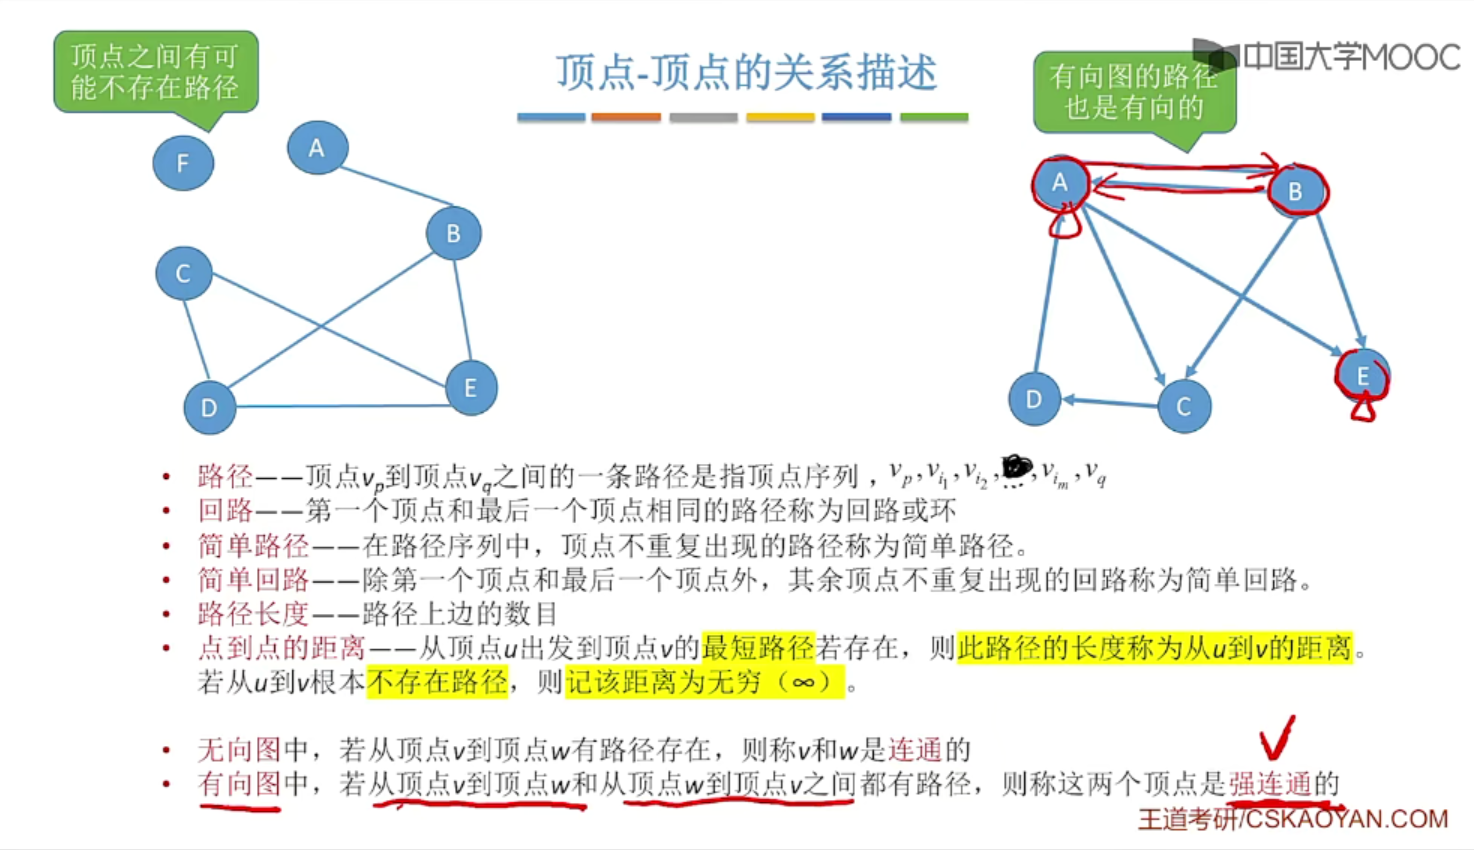 顶点之间有可
能不存在路径
顶点-顶点的关系描述
有向图的路径
也是有向的
中国大学MOOC
F
A
B
C
D
E
A
B
D
C
E
• 路径——顶点vp到顶点vq之间的一条路径是指顶点序列，vp,vi1,vi2,…,vim,vq
• 回路——第一个顶点和最后一个顶点相同的路径称为回路或环
• 简单路径——在路径序列中，顶点不重复出现的路径称为简单路径。
• 简单回路——除第一个顶点和最后一个顶点外，其余顶点不重复出现的回路称为简单回路。
• 路径长度——路径上边的数目
• 点到点的距离——从顶点u出发到顶点v的最短路径若存在，则此路径的长度称为从u到v的距离。
若从u到v根本不存在路径，则记该距离为无穷（∞）。
• 无向图中，若从顶点v到顶点w有路径存在，则称v和w是连通的
• 有向图中，若从顶点v到顶点w和从顶点w到顶点v之间都有路径，则称这两个顶点是强连通的
王道考研/CSKAOYAN.COM